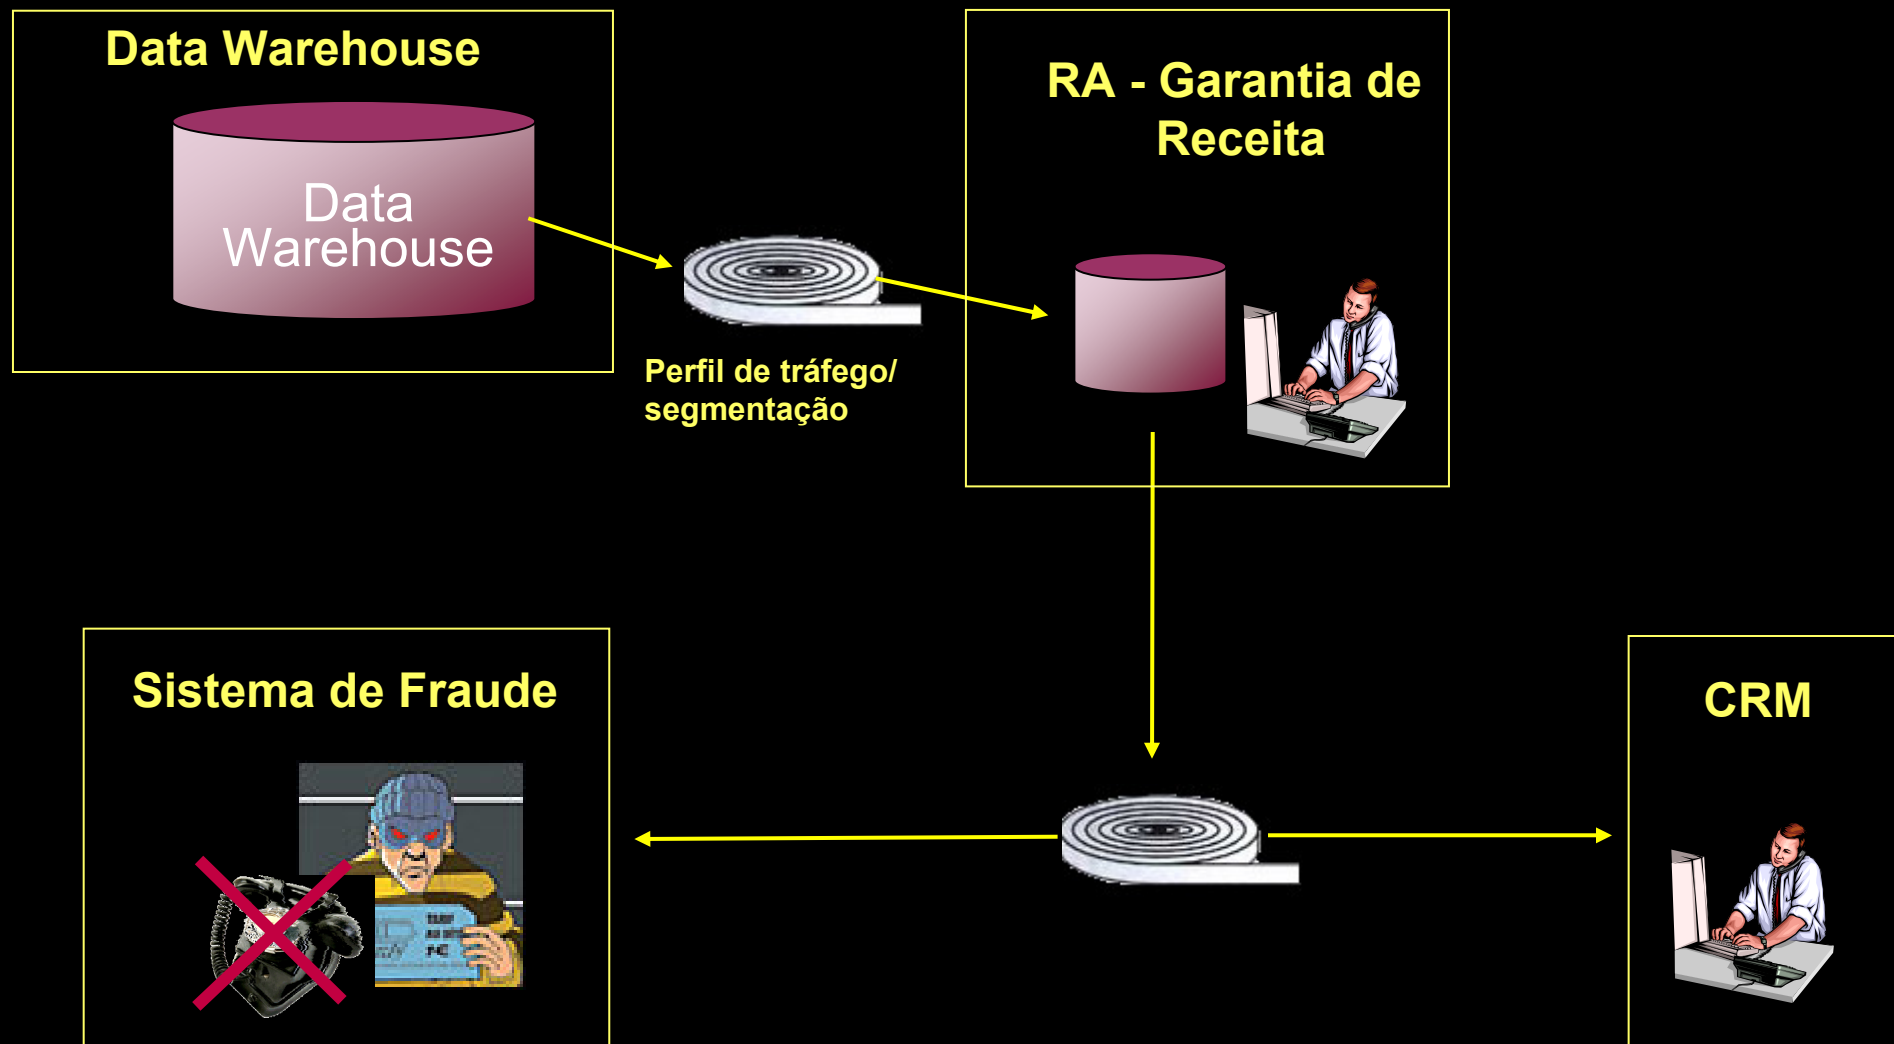 Data Warehouse
Data
Warehouse
RA - Garantia de
Receita
Perfil de tráfego/
segmentação
Sistema de Fraude
CRM